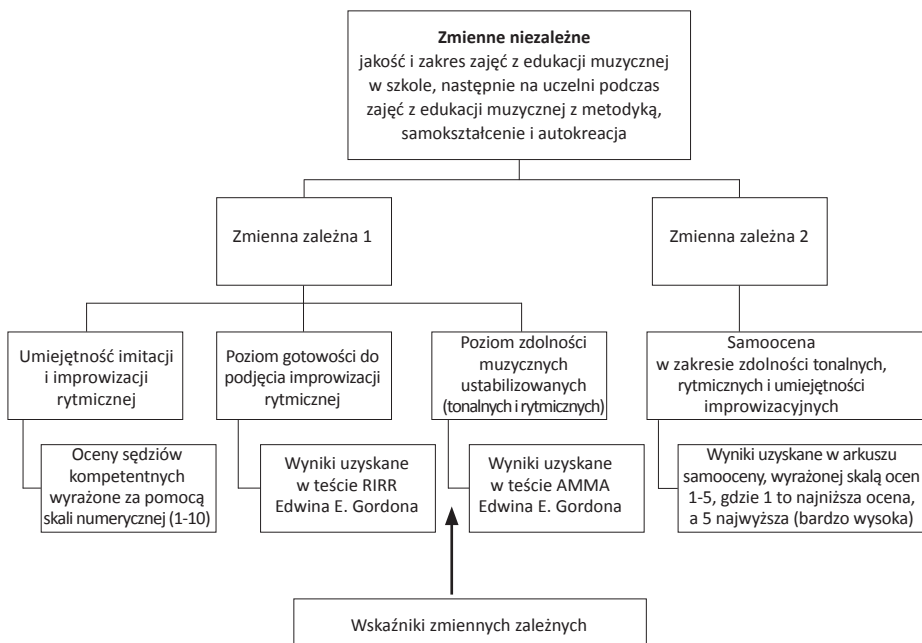 Zmienne niezależne
jakość i zakres zajęć z edukacji muzycznej
w szkole, następnie na uczelni podczas
zajęć z edukacji muzycznej z metodyką,
samokształcenie i autokreacja
Zmienna zależna 1
Zmienna zależna 2
Umiejętność imitacji
i improwizacji
rytmicznej
Poziom gotowości do
podjęcia improwizacji
rytmicznej
Poziom zdolności
muzycznych
ustabilizowanych
(tonalnych i rytmicznych)
Samoocena
w zakresie zdolności tonalnych,
rytmicznych i umiejętności
improwizacyjnych
Oceny sędziów
kompetentnych
wyrażone za pomocą
skali numerycznej (1-10)
Wyniki uzyskane
w teście RIRR
Edwina E. Gordona
Wyniki uzyskane
w teście AMMA
Edwina E. Gordona
Wyniki uzyskane w arkuszu
samooceny, wyrażonej skalą ocen
1-5, gdzie 1 to najniższa ocena,
a 5 najwyższa (bardzo wysoka)
Wskaźniki zmiennych zależnych